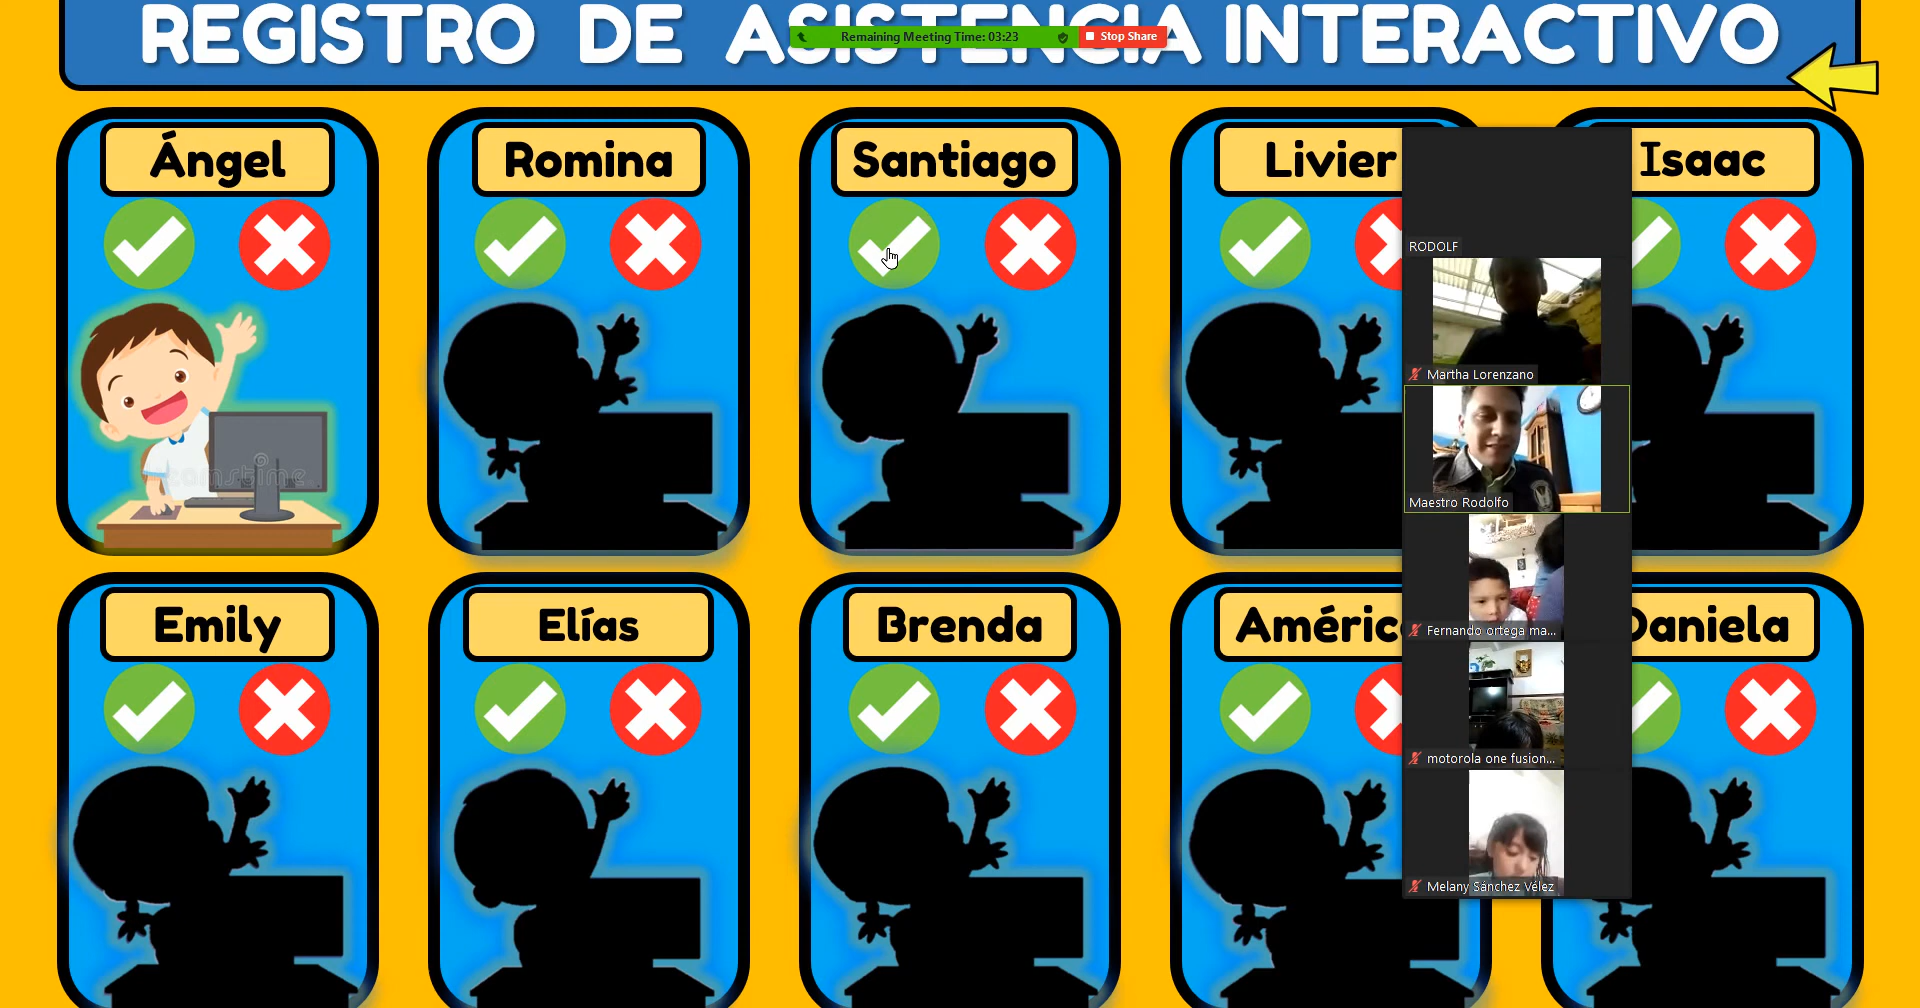 REGISTRO DE ASISTENCIA INTERACTIVO
Remaining Meeting Time: 03:23
Stop Share
Ángel
Romina
Santiago
Livier
Isaac
RODOLF
Martha Lorenzano
Maestro Rodolfo
camstime
Fernando ortega ma...
Emily
Elías
Brenda
Améric
Daniela
motorola one fusion...
Melany Sánchez Vélez